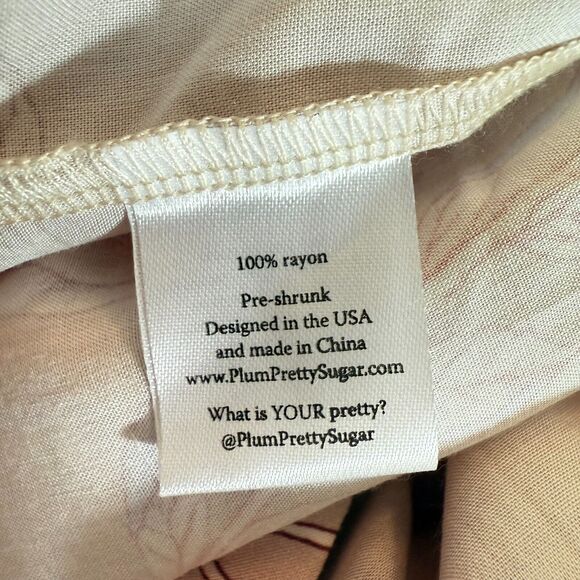 100% rayon
Pre-shrunk
Designed in the USA
and made in China
www.PlumPrettySugar.com
What is YOUR pretty?
@PlumPrettySugar